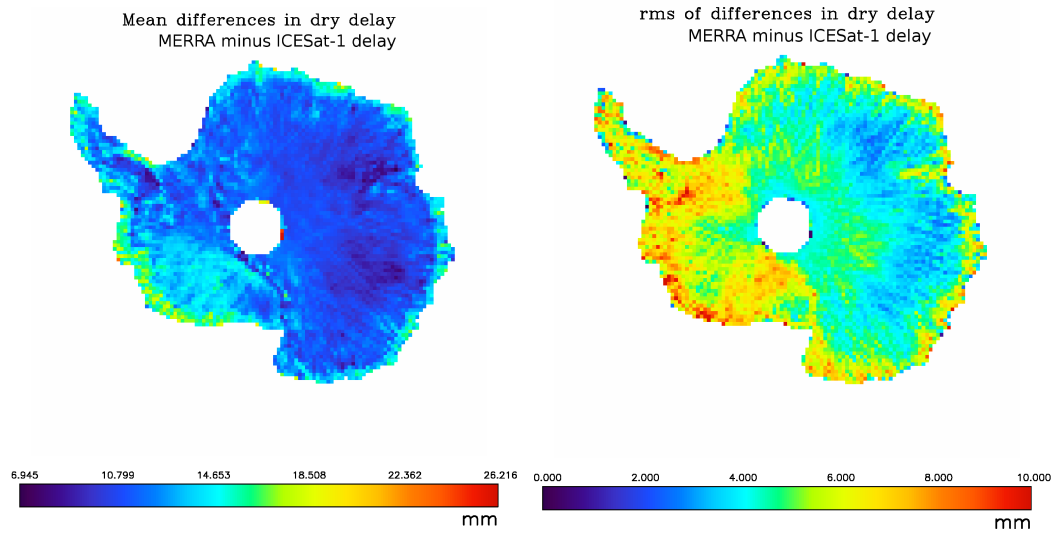 Mean differences in dry delay
MERRA minus ICESat-1 delay
rms of differences in dry delay
MERRA minus ICESat-1 delay
6.945 10.799 14.653 18.508 22.362 26.216
mm
0.000 2.000 4.000 6.000 8.000 10.000
mm